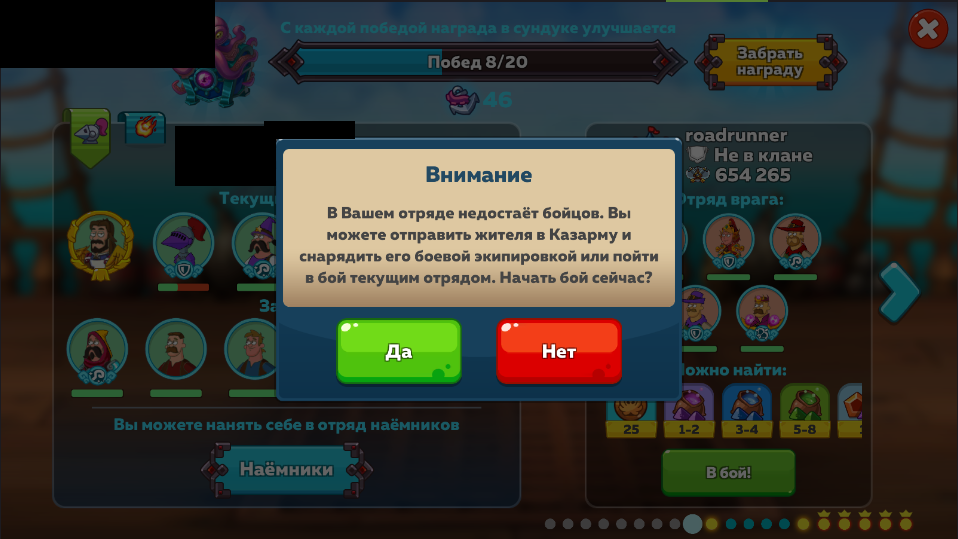 С каждой победой награда в сундуке улучшается
Побед 8/20
Забрать
награду
46
roadrunner
Не в клане
654 265
Внимание
В Вашем отряде недостаёт бойцов. Вы
можете отправить жителя в Казарму и
снарядить его боевой экипировкой или пойти
в бой текущим отрядом. Начать бой сейчас?
Да
Нет
Отряд врага:
Вы можете нанять себе в отряд наёмников
Наёмники
Можно найти:
25
1-2
3-4
5-8
В бой!